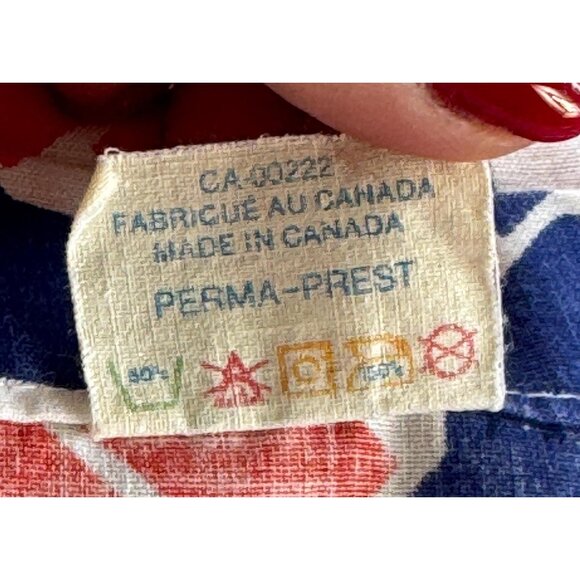 CA-00222
FABRIQUÉ AU CANADA
MADE IN CANADA
PERMA-PREST